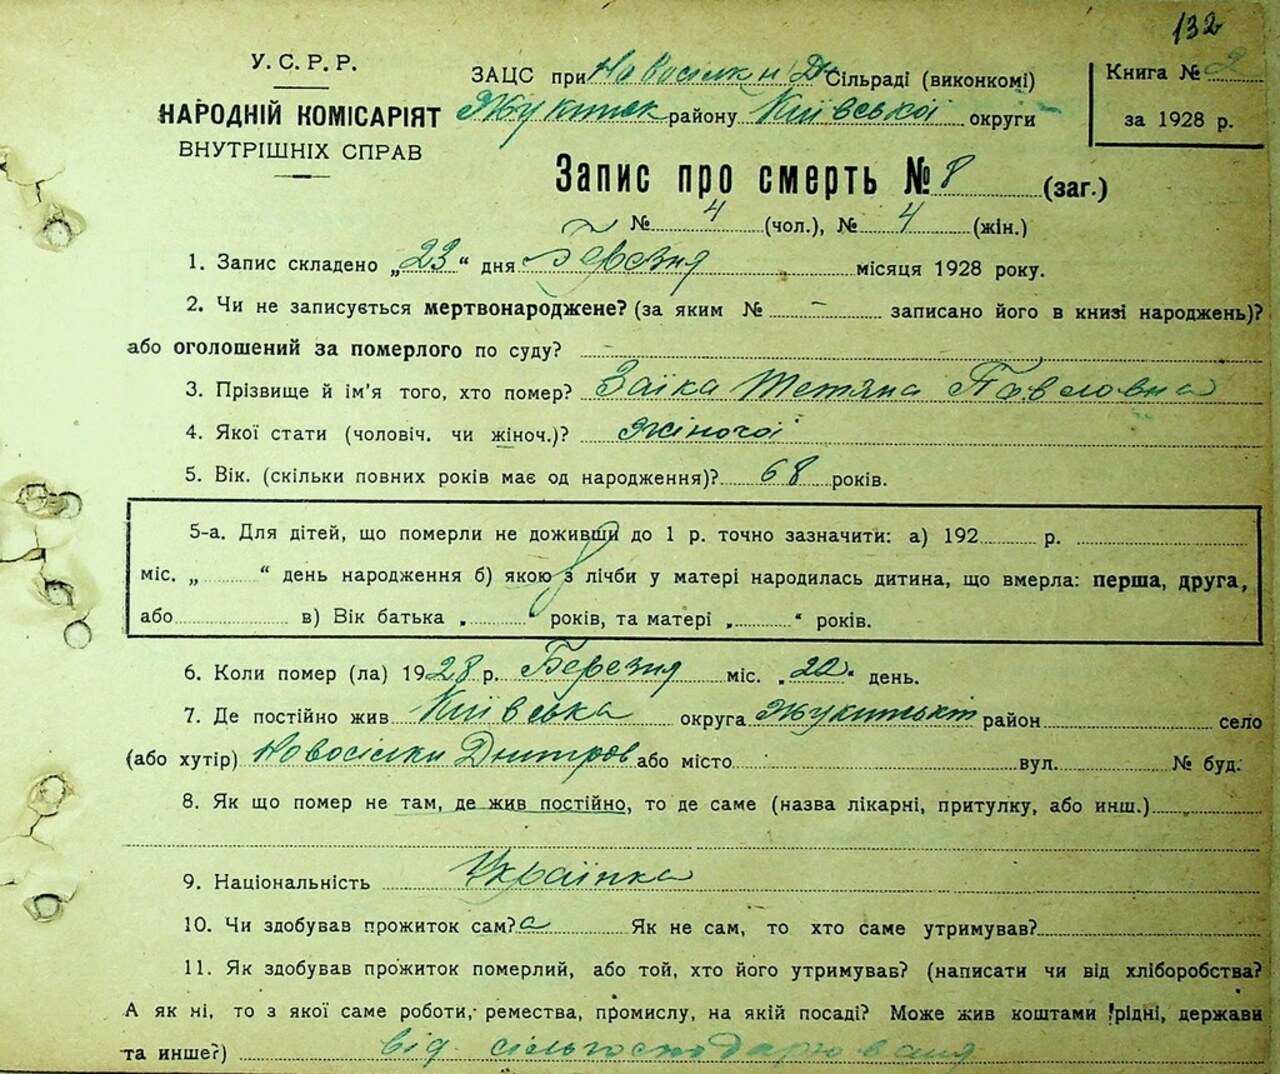 132
У. С. Р. Р.
НАРОДНІЙ КОМІСАРІЯТ
ВНУТРІШНІХ СПРАВ
ЗАЦС при Новосілки Д. Сільраді (виконкомі)
Жукинск району Київської округи
Книга № 2
за 1928 р.
Запис про смерть № 8 (заг.)
№ 4 (чол.), № 4 (жін.)
1. Запис складено „23“ дня Березня місяця 1928 року.
2. Чи не записується мертвонароджене? (за яким № – записано його в книзі народжень)?
або оголошений за померлого по суду?
3. Прізвище й ім'я того, хто помер? Заїка Тетяна Павловна
4. Якої стати (чоловіч. чи жіноч.)? Жіночої
5. Вік. (скільки повних років має од народження)? 68 років.
5-а. Для дітей, що померли не доживши до 1 р. точно зазначити: а) 192 р.
міс. „ “ день народження б) якою з лічби у матері народилась дитина, що вмерла: перша, друга,
або в) Вік батька „ “ років, та матері „ “ років.
6. Коли помер (ла) 1928 р. Березня міс. „22“ день.
7. Де постійно жив Київська округа район село
(або хутір) Новосілки Дмитров або місто вул. № буд.
8. Як що помер не там, де жив постійно, то де саме (назва лікарні, притулку, або инш.)
9. Національність Українка
10. Чи здобував прожиток сам? а Як не сам, то хто саме утримував?
11. Як здобував прожиток померлий, або той, хто його утримував? (написати чи від хліборобства?
А як ні, то з якої саме роботи, ремества, промислу, на якій посаді? Може жив коштами рідні, держави
та инше?) від сільгосподарювання